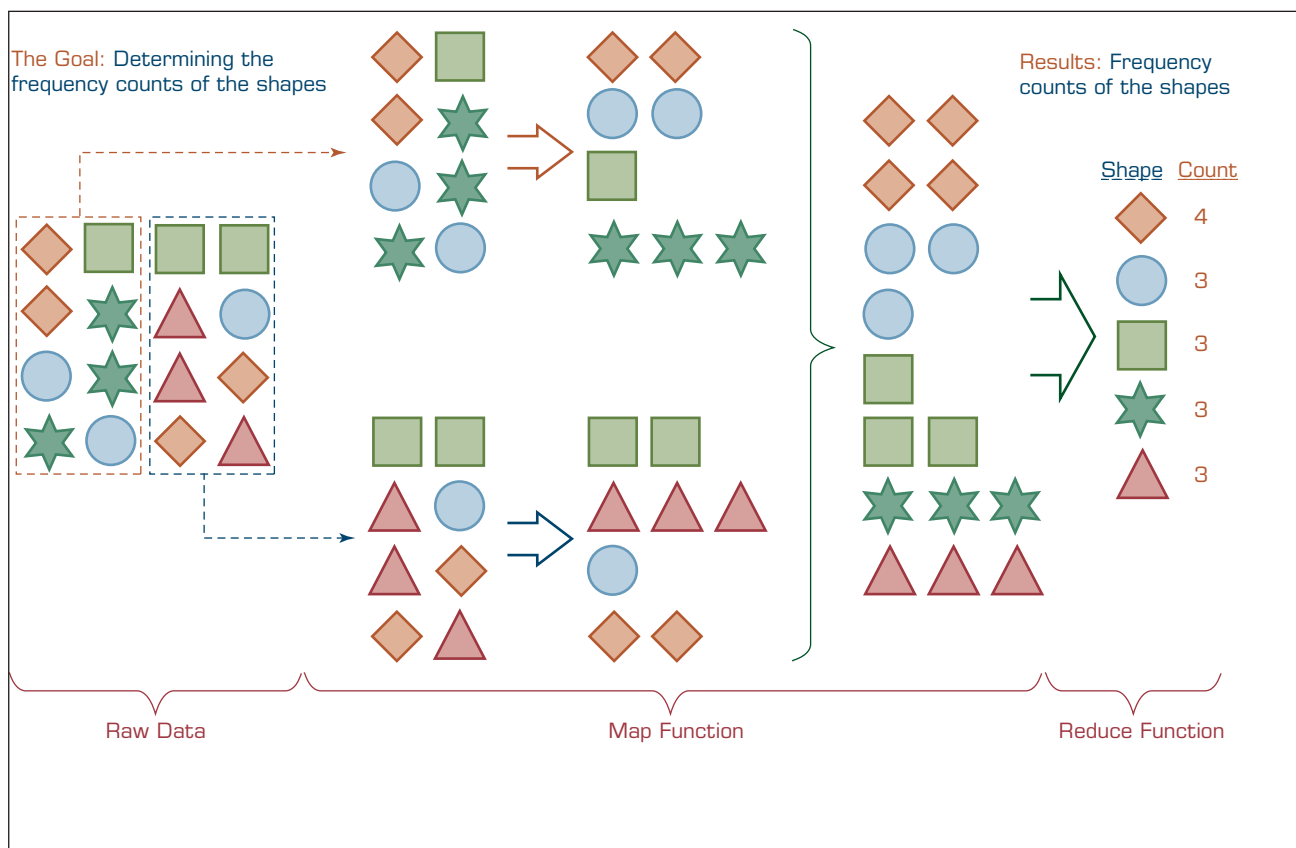 The Goal: Determining the
frequency counts of the shapes
Results: Frequency
counts of the shapes
Shape Count
4
3
3
3
3
Raw Data
Map Function
Reduce Function